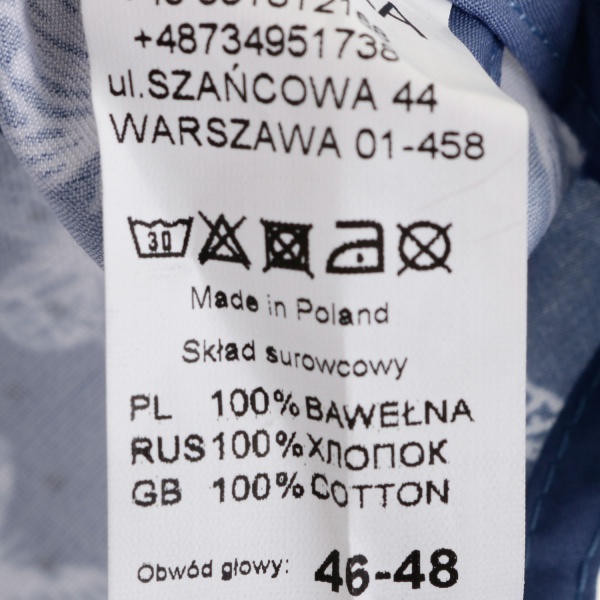 +48734951738
ul.SZAŃCOWA 44
WARSZAWA 01-458
30
Made in Poland
Skład surowcowy
PL 100% BAWEŁNA
RUS 100% ХЛОПОК
GB 100% COTTON
Obwód głowy: 46-48